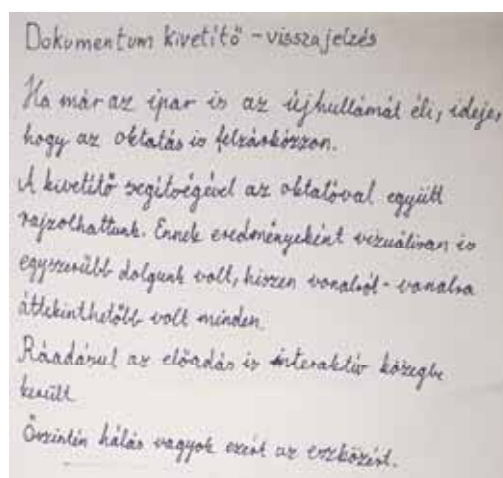 Dokumentum kivetítő - visszajelzés
Ha már az ipar is az újhullámát éli, ideje,
hogy az oktatás is felzárkózzon.
A kivetítő segítségével az oktatóval együtt
rajzolhattunk. Ennek eredményeként vizuálisan is
egyszerűbb dolgunk volt, hiszen vonalról-vonalra
áttekinthetőbb volt minden.
Ráadásul az előadás is interaktív közegbe
került.
Őszintén hálás vagyok ezért az eszközért.